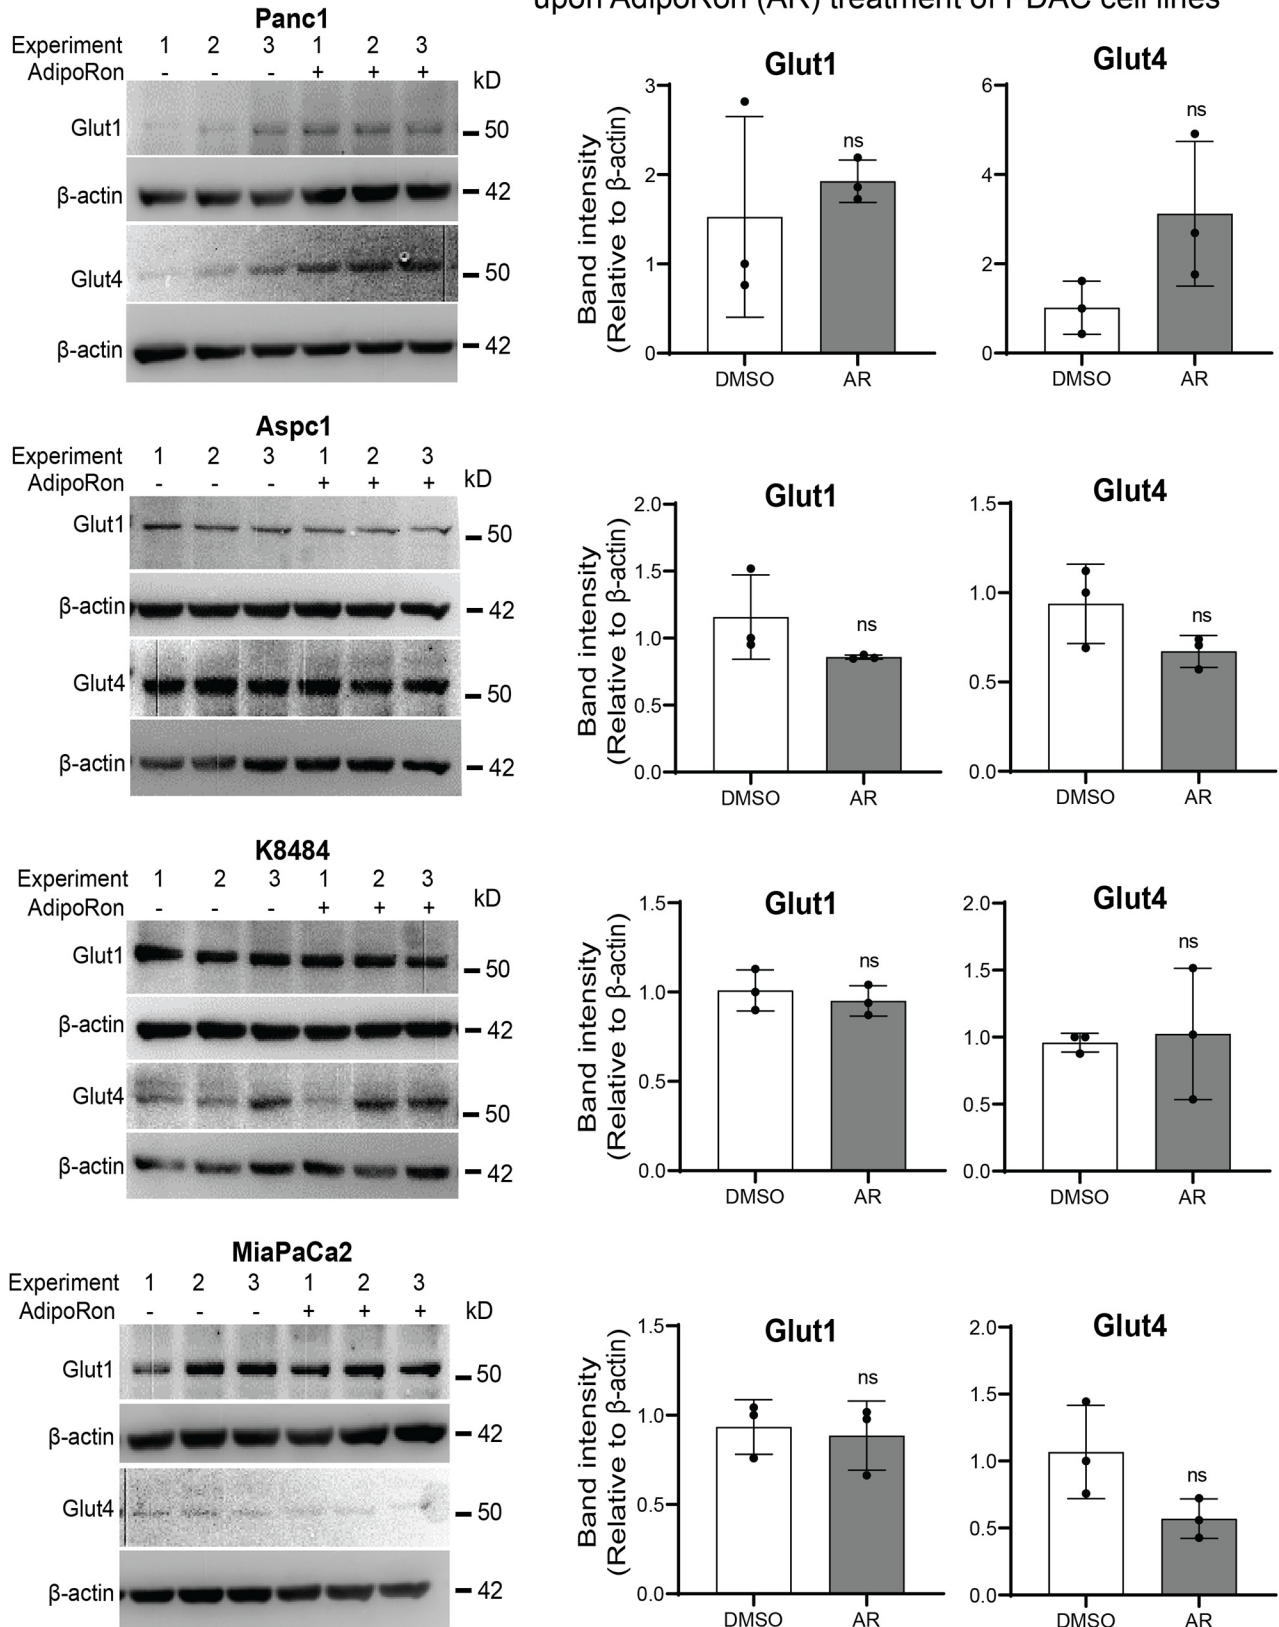 upon AdipoRon (AR) treatment of PDAC cell lines
Panc1
Experiment 1 2 3 1 2 3
AdipoRon - - - + + + kD
Glut1 50
β-actin 42
Glut4 50
β-actin 42
Glut1
Band intensity
(Relative to β-actin)
3
2
1
0
ns
DMSO AR
Glut4
6
4
2
0
ns
DMSO AR
Aspc1
Experiment 1 2 3 1 2 3
AdipoRon - - - + + + kD
Glut1 50
β-actin 42
Glut4 50
β-actin 42
Glut1
Band intensity
(Relative to β-actin)
2.0
1.5
1.0
0.5
0.0
ns
DMSO AR
Glut4
1.5
1.0
0.5
0.0
ns
DMSO AR
K8484
Experiment 1 2 3 1 2 3
AdipoRon - - - + + + kD
Glut1 50
β-actin 42
Glut4 50
β-actin 42
Glut1
Band intensity
(Relative to β-actin)
1.5
1.0
0.5
0.0
ns
DMSO AR
Glut4
2.0
1.5
1.0
0.5
0.0
ns
DMSO AR
MiaPaCa2
Experiment 1 2 3 1 2 3
AdipoRon - - - + + + kD
Glut1 50
β-actin 42
Glut4 50
β-actin 42
Glut1
Band intensity
(Relative to β-actin)
1.5
1.0
0.5
0.0
ns
DMSO AR
Glut4
2.0
1.5
1.0
0.5
0.0
ns
DMSO AR